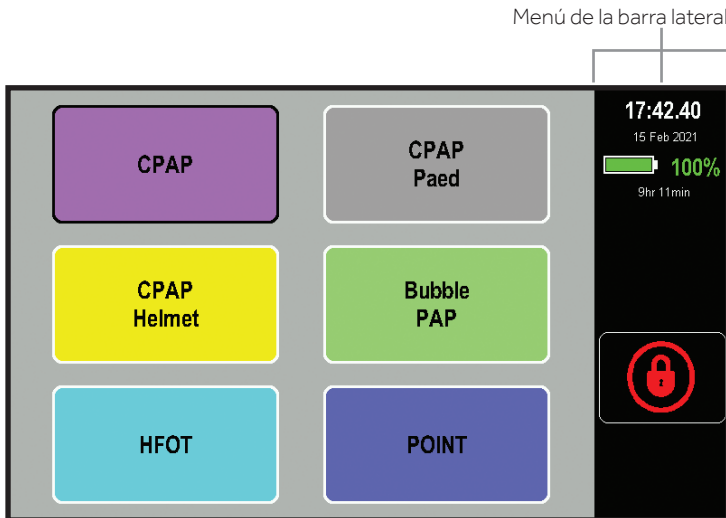 Menú de la barra lateral
17:42.40
15 Feb 2021
100%
9hr 11min
CPAP
CPAP
Paed
CPAP
Helmet
Bubble
PAP
HFOT
POINT